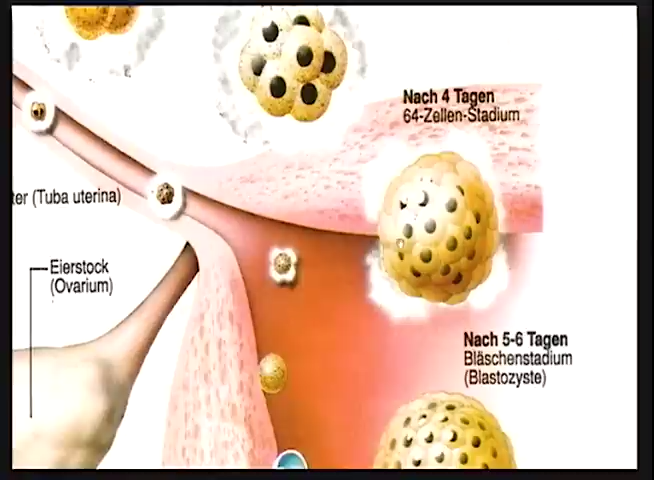 Nach 4 Tagen
64-Zellen-Stadium
ter (Tuba uterina)
Eierstock
(Ovarium)
Nach 5-6 Tagen
Bläschenstadium
(Blastozyste)